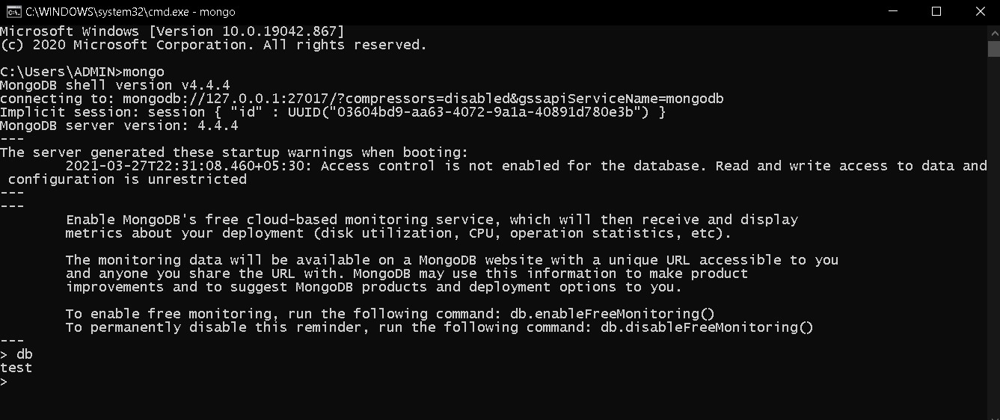 C:\WINDOWS\system32\cmd.exe - mongo
Microsoft Windows [Version 10.0.19042.867]
(c) 2020 Microsoft Corporation. All rights reserved.
C:\Users\ADMIN>mongo
MongoDB shell version v4.4.4
connecting to: mongodb://127.0.0.1:27017/?compressors=disabled&gssapiServiceName=mongodb
Implicit session: session { "id" : UUID("03604bd9-aa63-4072-9a1a-40891d780e3b") }
MongoDB server version: 4.4.4
---
The server generated these startup warnings when booting:
        2021-03-27T22:31:08.460+05:30: Access control is not enabled for the database. Read and write access to data and
 configuration is unrestricted
---
---
        Enable MongoDB's free cloud-based monitoring service, which will then receive and display
        metrics about your deployment (disk utilization, CPU, operation statistics, etc).
        The monitoring data will be available on a MongoDB website with a unique URL accessible to you
        and anyone you share the URL with. MongoDB may use this information to make product
        improvements and to suggest MongoDB products and deployment options to you.
        To enable free monitoring, run the following command: db.enableFreeMonitoring()
        To permanently disable this reminder, run the following command: db.disableFreeMonitoring()
---
> db
test
>